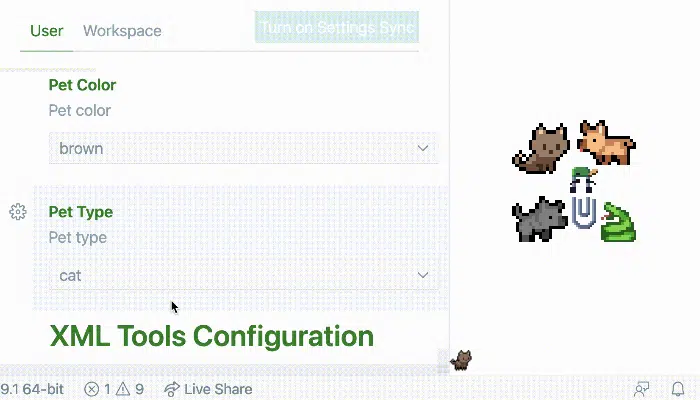 User Workspace Turn on Settings Sync
Pet Color
Pet color
brown
Pet Type
Pet type
cat
XML Tools Configuration
9.1 64-bit 1 9 Live Share